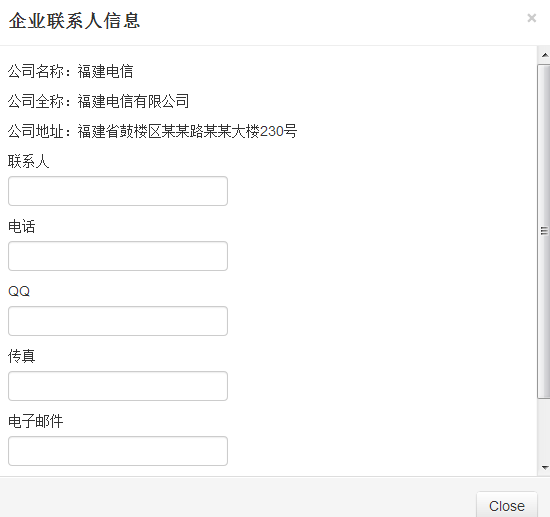 企业联系人信息
×
公司名称：福建电信
公司全称：福建电信有限公司
公司地址：福建省鼓楼区某某路某某大楼230号
联系人
电话
QQ
传真
电子邮件
Close